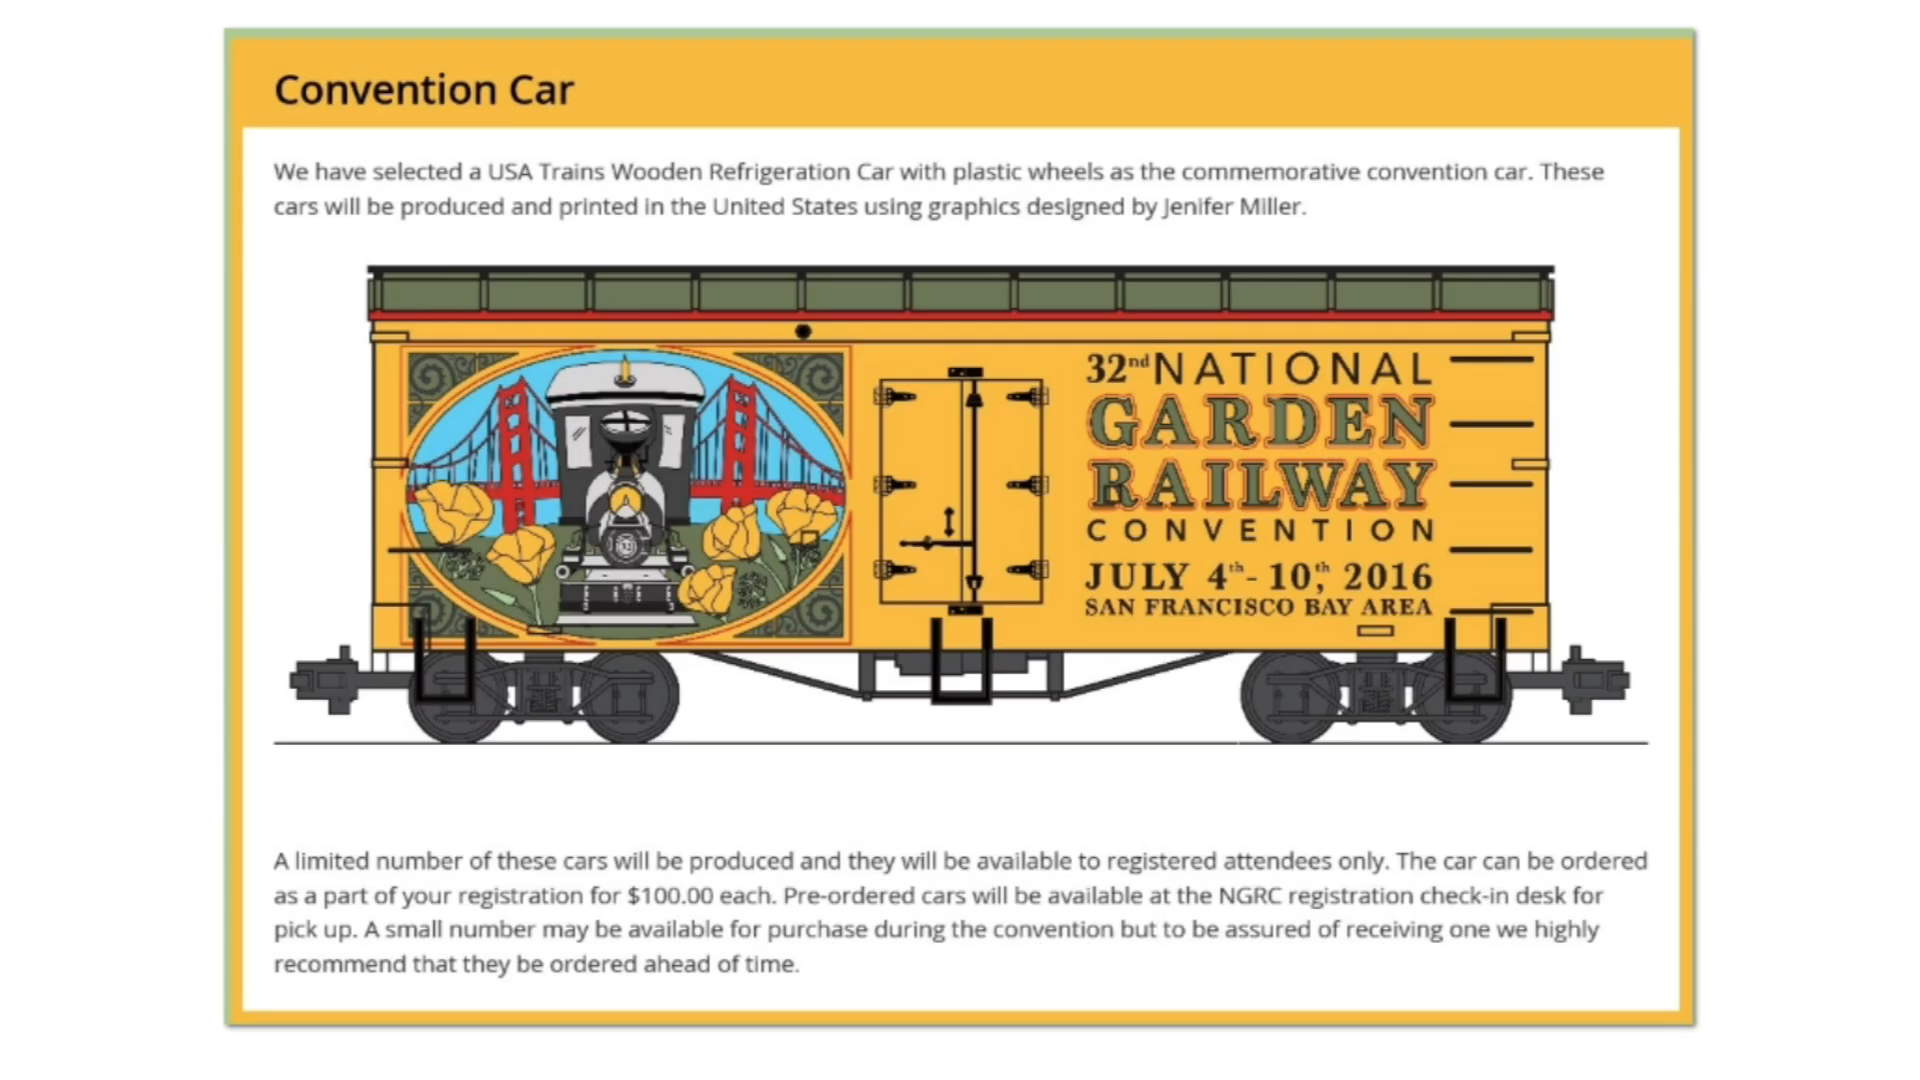 Convention Car
We have selected a USA Trains Wooden Refrigeration Car with plastic wheels as the commemorative convention car. These
cars will be produced and printed in the United States using graphics designed by Jenifer Miller.
32nd NATIONAL
GARDEN
RAILWAY
CONVENTION
JULY 4th - 10th, 2016
SAN FRANCISCO BAY AREA
A limited number of these cars will be produced and they will be available to registered attendees only. The car can be ordered
as a part of your registration for $100.00 each. Pre-ordered cars will be available at the NGRC registration check-in desk for
pick up. A small number may be available for purchase during the convention but to be assured of receiving one we highly
recommend that they be ordered ahead of time.